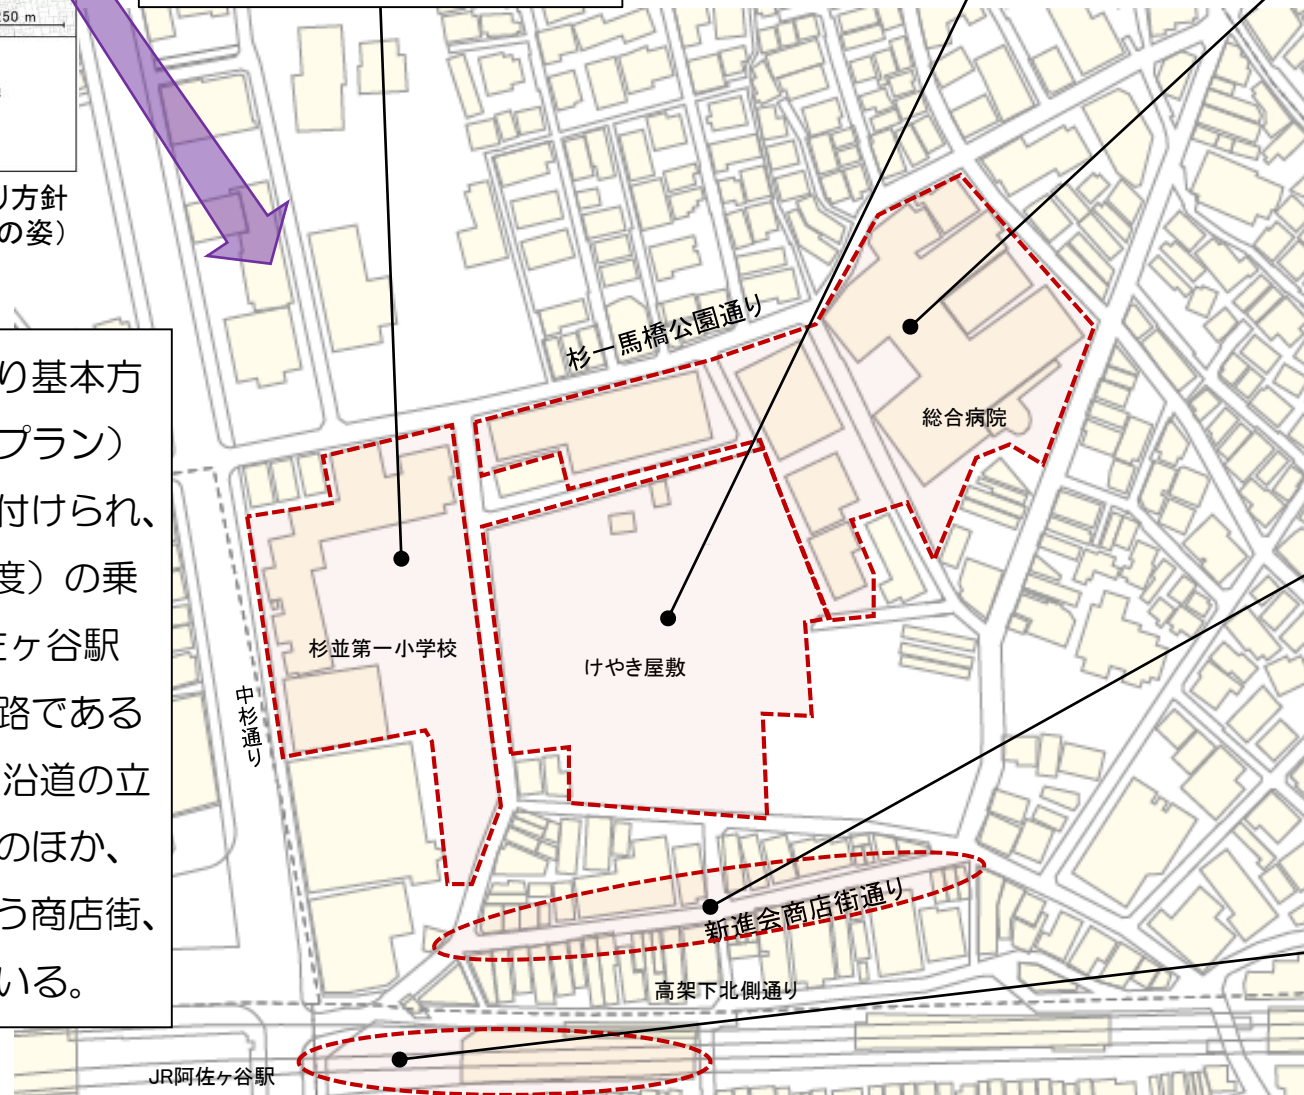 250 m
り方針
の姿）
り基本方
プラン）
付けられ、
度）の乗
ヶ谷駅
路である
沿道の立
のほか、
う商店街、
いる。
杉一馬橋公園通り
総合病院
杉並第一小学校
けやき屋敷
中杉通り
新進会商店街通り
高架下北側通り
JR阿佐ヶ谷駅